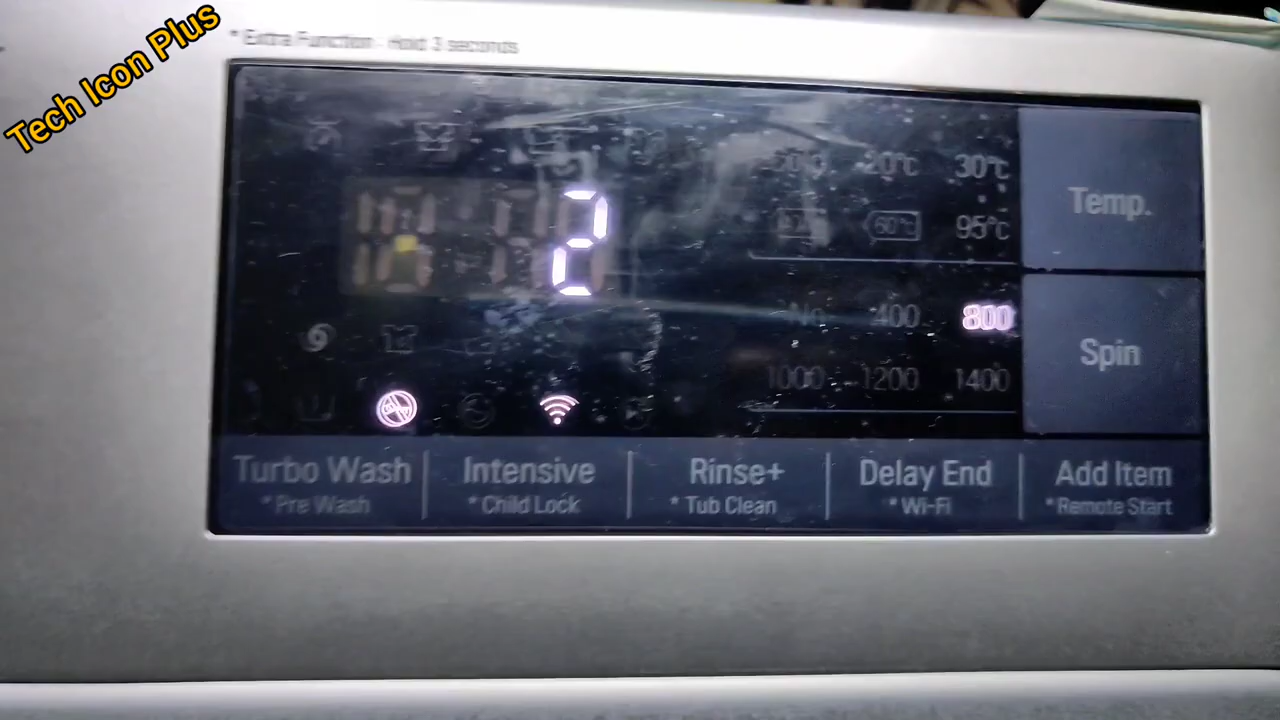 Tech Icon Plus
* Extra Function : Hold 3 seconds
20℃ 30℃
60℃ 95℃
Temp.
2
No 400 800
1000 1200 1400
Spin
Turbo Wash
* Pre Wash
Intensive
* Child Lock
Rinse+
* Tub Clean
Delay End
* Wi-Fi
Add Item
* Remote Start